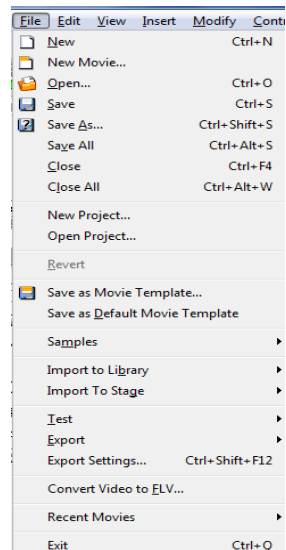 File Edit View Insert Modify Cont
New Ctrl+N
New Movie...
Open... Ctrl+O
Save Ctrl+S
Save As... Ctrl+Shift+S
Save All Ctrl+Alt+S
Close Ctrl+F4
Close All Ctrl+Alt+W
New Project...
Open Project...
Revert
Save as Movie Template...
Save as Default Movie Template
Samples
Import to Library
Import To Stage
Test
Export
Export Settings... Ctrl+Shift+F12
Convert Video to FLV...
Recent Movies
Exit Ctrl+Q